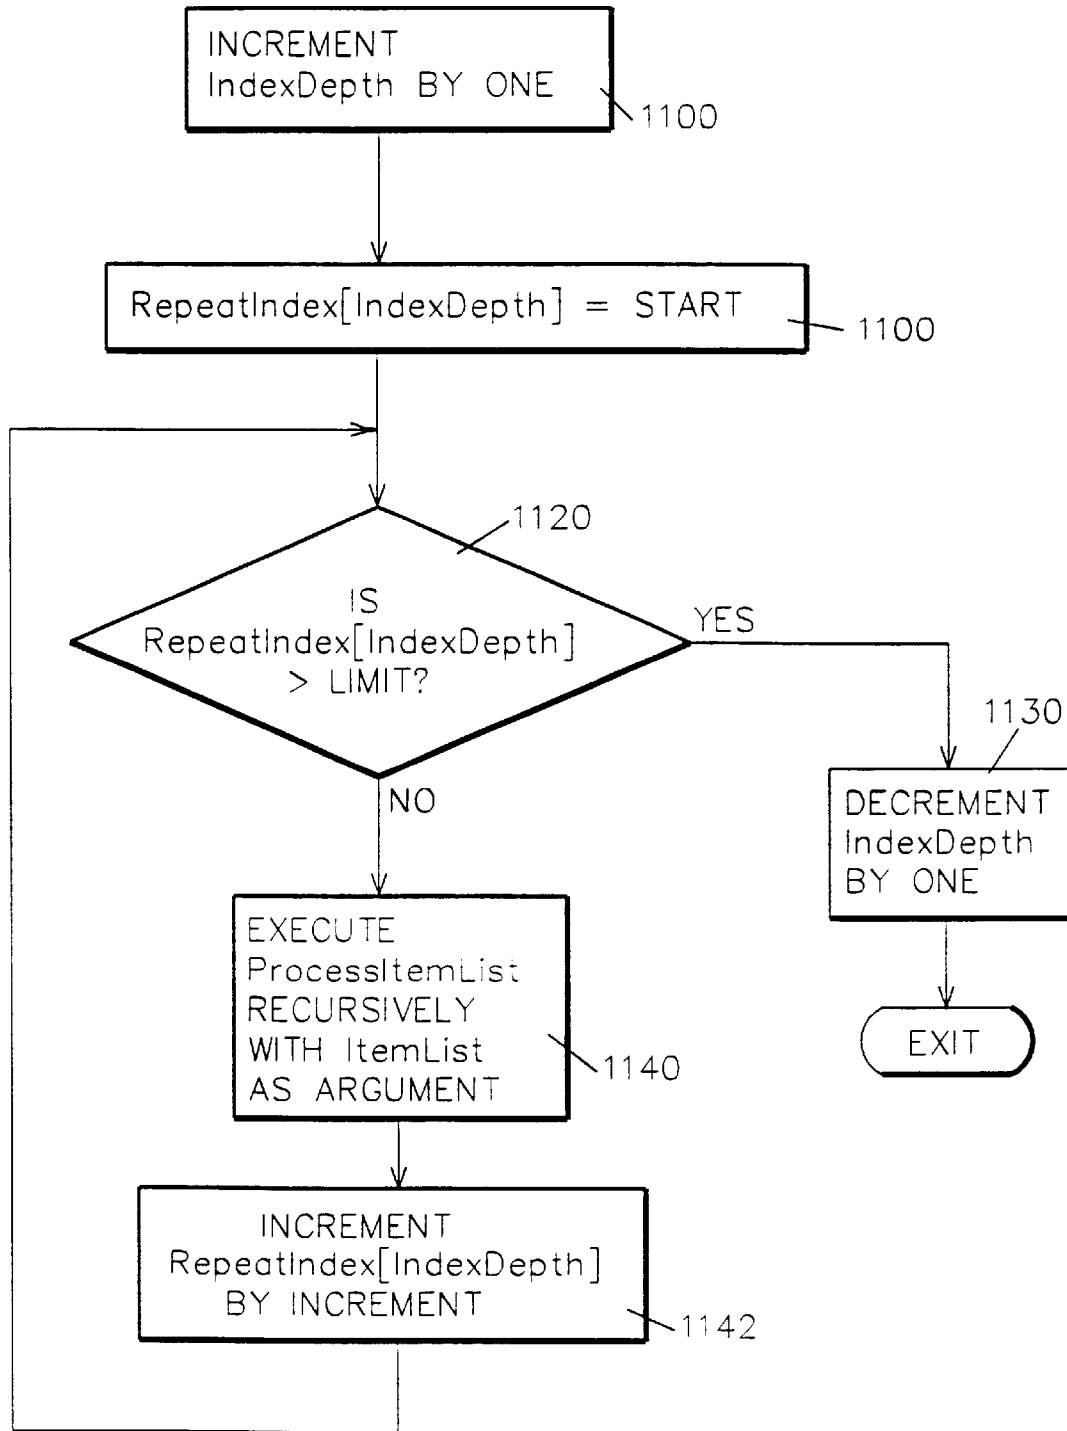 INCREMENT
IndexDepth BY ONE
1100
RepeatIndex[IndexDepth] = START
1100
1120
IS
RepeatIndex[IndexDepth]
> LIMIT?
YES
NO
1130
DECREMENT
IndexDepth
BY ONE
EXECUTE
ProcessItemList
RECURSIVELY
WITH ItemList
AS ARGUMENT
1140
EXIT
INCREMENT
RepeatIndex[IndexDepth]
BY INCREMENT
1142